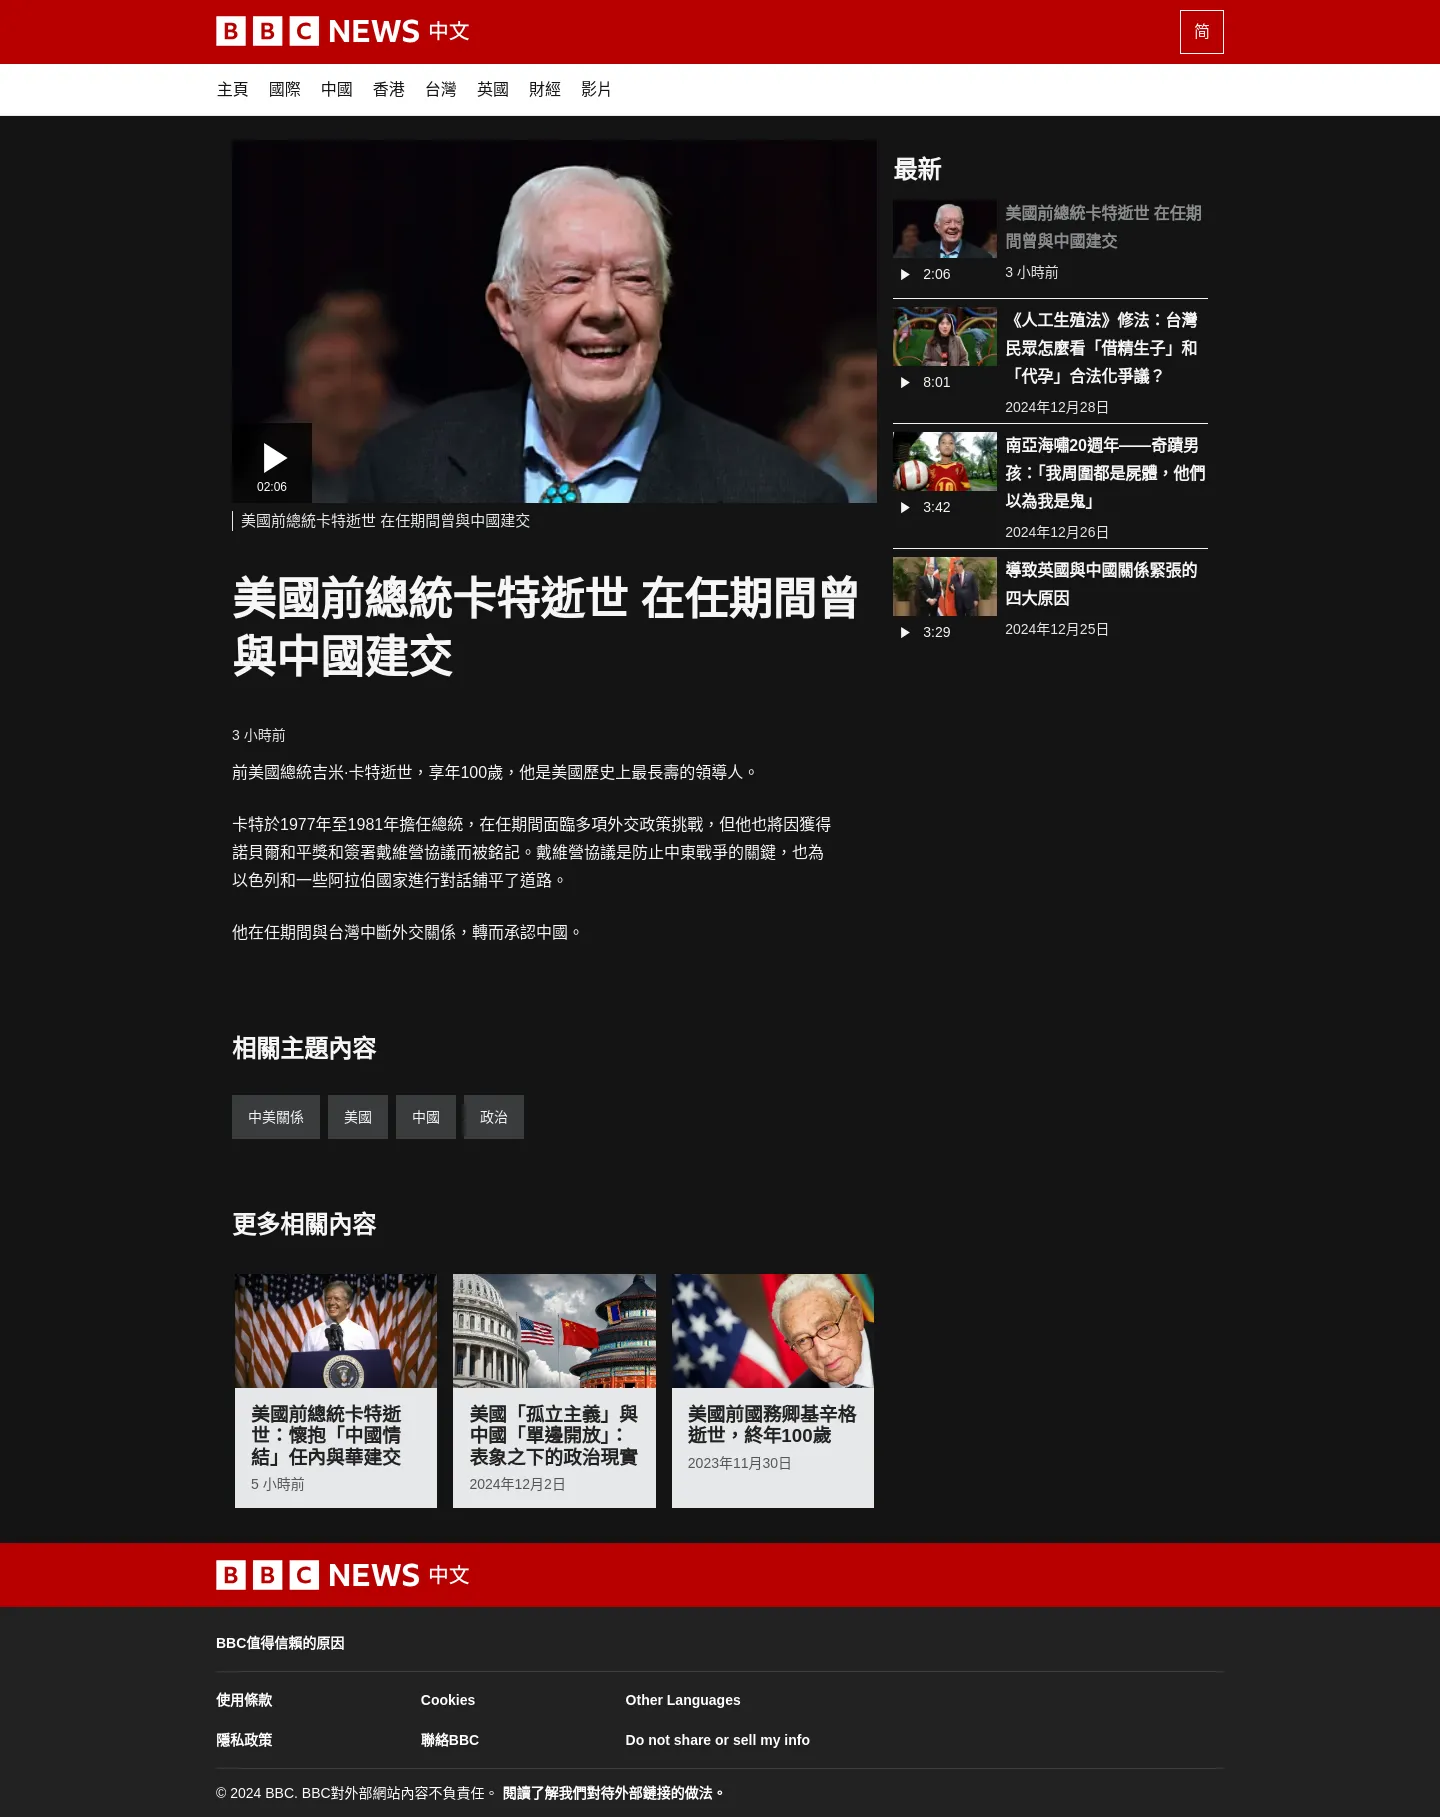 BBC NEWS 中文
简
主頁 國際 中國 香港 台灣 英國 財經 影片
02:06
美國前總統卡特逝世 在任期間曾與中國建交
美國前總統卡特逝世 在任期間曾
與中國建交
3 小時前
前美國總統吉米·卡特逝世，享年100歲，他是美國歷史上最長壽的領導人。
卡特於1977年至1981年擔任總統，在任期間面臨多項外交政策挑戰，但他也將因獲得
諾貝爾和平獎和簽署戴維營協議而被銘記。戴維營協議是防止中東戰爭的關鍵，也為
以色列和一些阿拉伯國家進行對話鋪平了道路。
他在任期間與台灣中斷外交關係，轉而承認中國。
最新
美國前總統卡特逝世 在任期
間曾與中國建交
2:06
3 小時前
《人工生殖法》修法：台灣
民眾怎麼看「借精生子」和
「代孕」合法化爭議？
8:01
2024年12月28日
南亞海嘯20週年——奇蹟男
孩：「我周圍都是屍體，他們
以為我是鬼」
10
3:42
2024年12月26日
導致英國與中國關係緊張的
四大原因
3:29
2024年12月25日
相關主題內容
中美關係 美國 中國 政治
更多相關內容
美國前總統卡特逝
世：懷抱「中國情
結」任內與華建交
5 小時前
美國「孤立主義」與
中國「單邊開放」：
表象之下的政治現實
2024年12月2日
美國前國務卿基辛格
逝世，終年100歲
2023年11月30日
BBC NEWS 中文
BBC值得信賴的原因
使用條款 Cookies Other Languages
隱私政策 聯絡BBC Do not share or sell my info
© 2024 BBC. BBC對外部網站內容不負責任。 閱讀了解我們對待外部鏈接的做法。